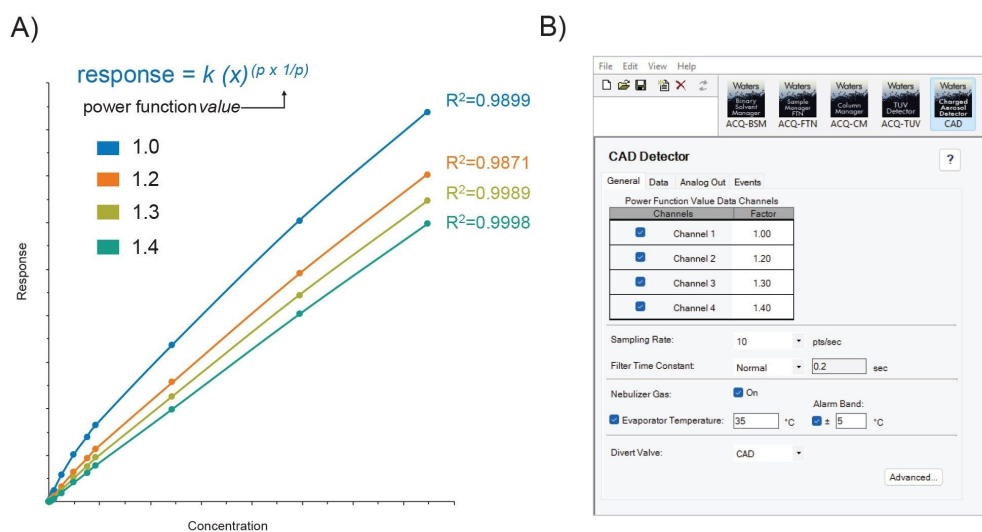 A)
response = k (x)(p x 1/p)
power function value
1.0
1.2
1.3
1.4
R2=0.9899
R2=0.9871
R2=0.9989
R2=0.9998
Response
Concentration
B)
File Edit View Help
Waters Binary Solvent Manager ACQ-BSM
Waters Sample Manager FTN ACQ-FTN
Waters Column Manager ACQ-CM
Waters TUV Detector ACQ-TUV
Waters Charged Aerosol Detector CAD
CAD Detector
?
General Data Analog Out Events
Power Function Value Data Channels
Channels Factor
Channel 1 1.00
Channel 2 1.20
Channel 3 1.30
Channel 4 1.40
Sampling Rate: 10 pts/sec
Filter Time Constant: Normal 0.2 sec
Nebulizer Gas: On
Alarm Band:
Evaporator Temperature: 35 °C ± 5 °C
Divert Valve: CAD
Advanced...